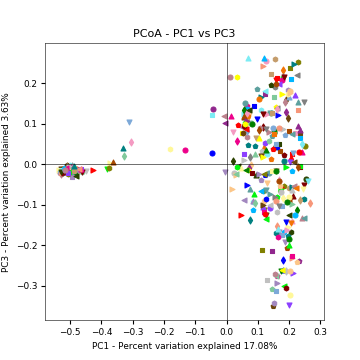 PCoA - PC1 vs PC3
PC3 - Percent variation explained 3.63%
0.2
0.1
0.0
−0.1
−0.2
−0.3
−0.5 −0.4 −0.3 −0.2 −0.1 0.0 0.1 0.2 0.3
PC1 - Percent variation explained 17.08%